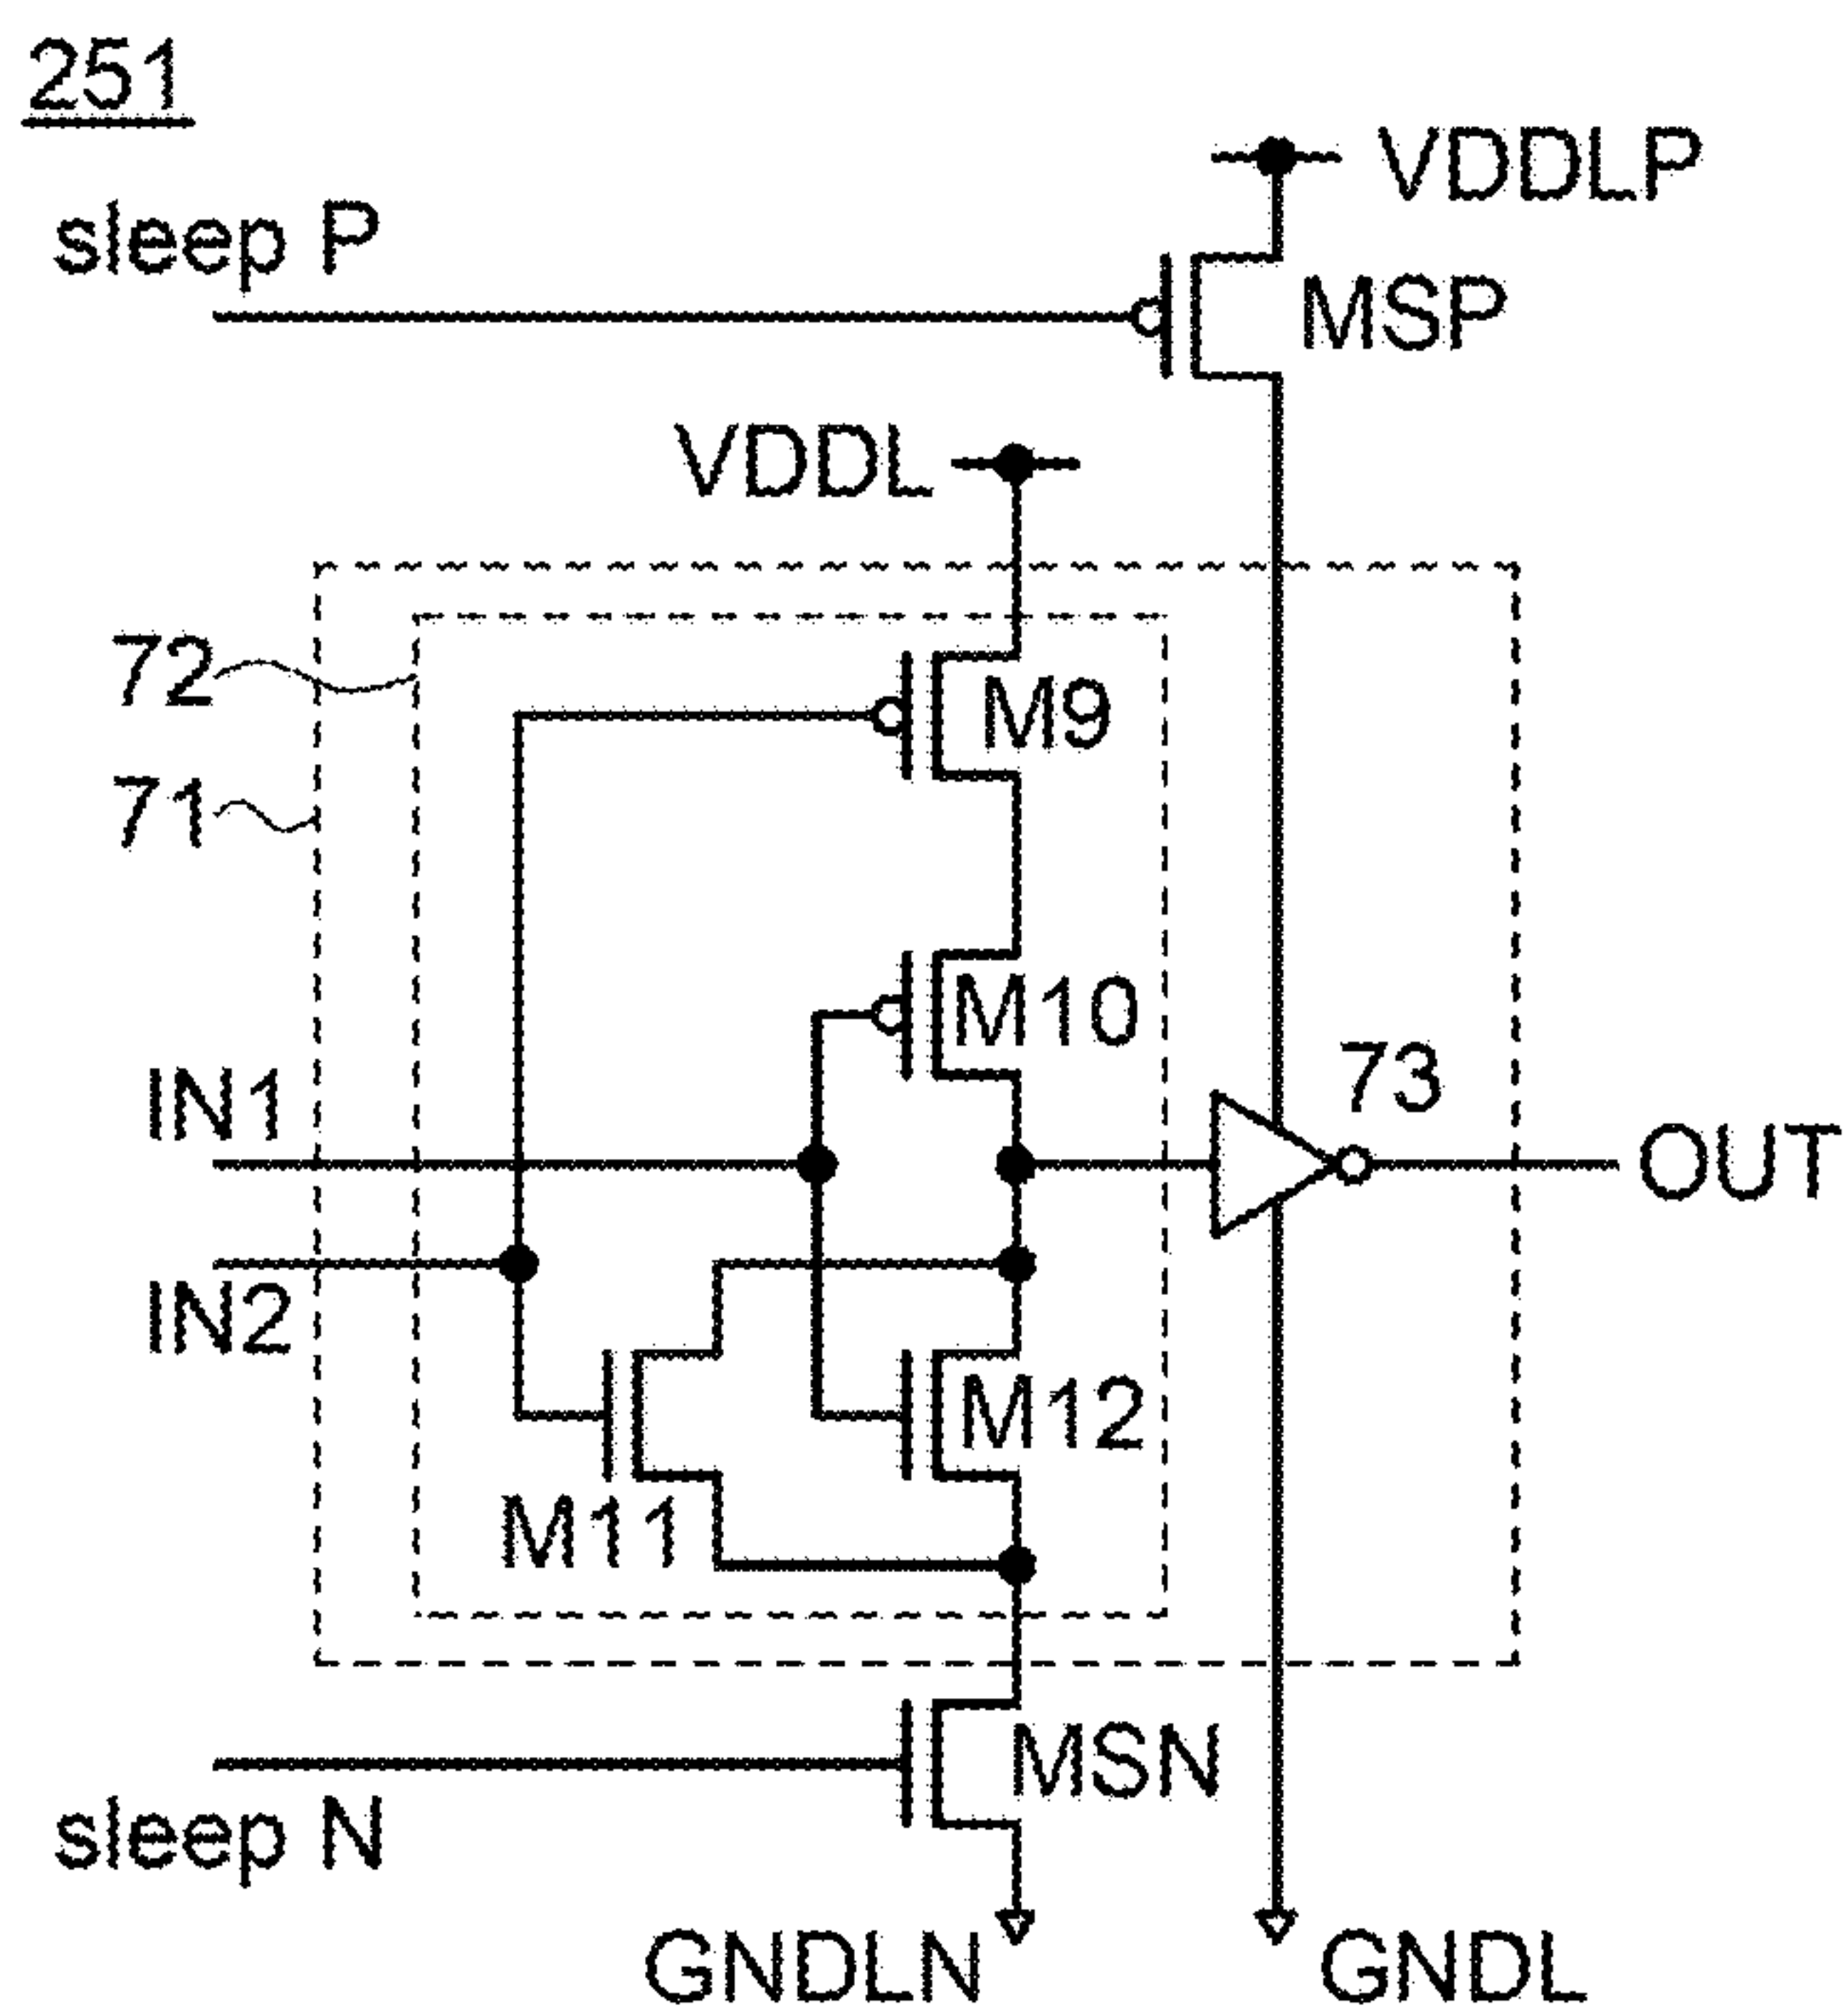 251
VDDLP
sleep P
MSP
VDDL
72
M9
71
M10
73
IN1
OUT
IN2
M12
M11
MSN
sleep N
GNDLN
GNDL